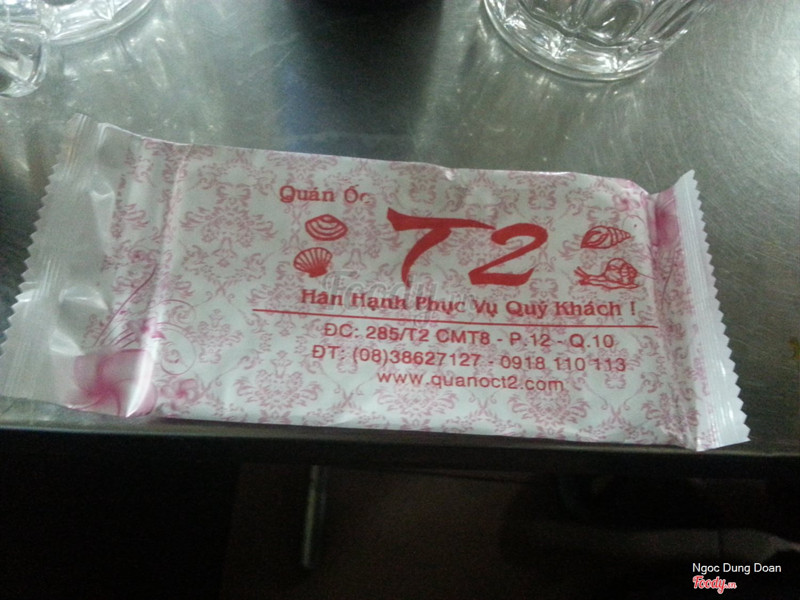 Quán Ốc
T2
Hân Hạnh Phục Vụ Quý Khách !
ĐC: 285/T2 CMT8 - P.12 - Q.10
ĐT: (08)38627127 - 0918 110 113
www.quanoct2.com
Foody
Ngoc Dung Doan
Foody.vn